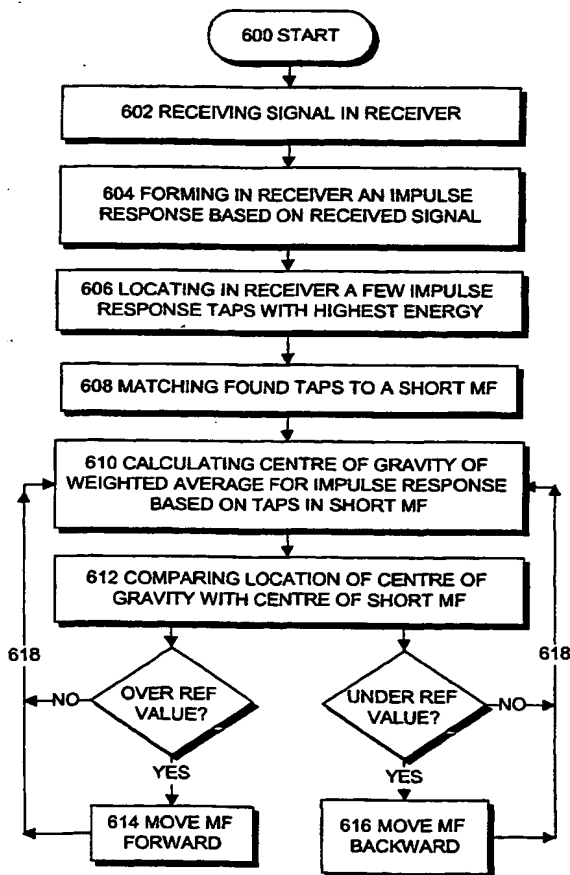 600 START
602 RECEIVING SIGNAL IN RECEIVER
604 FORMING IN RECEIVER AN IMPULSE
RESPONSE BASED ON RECEIVED SIGNAL
606 LOCATING IN RECEIVER A FEW IMPULSE
RESPONSE TAPS WITH HIGHEST ENERGY
608 MATCHING FOUND TAPS TO A SHORT MF
610 CALCULATING CENTRE OF GRAVITY OF
WEIGHTED AVERAGE FOR IMPULSE RESPONSE
BASED ON TAPS IN SHORT MF
612 COMPARING LOCATION OF CENTRE OF
GRAVITY WITH CENTRE OF SHORT MF
618
618
OVER REF
VALUE?
NO
UNDER REF
VALUE?
NO
YES
YES
614 MOVE MF
FORWARD
616 MOVE MF
BACKWARD